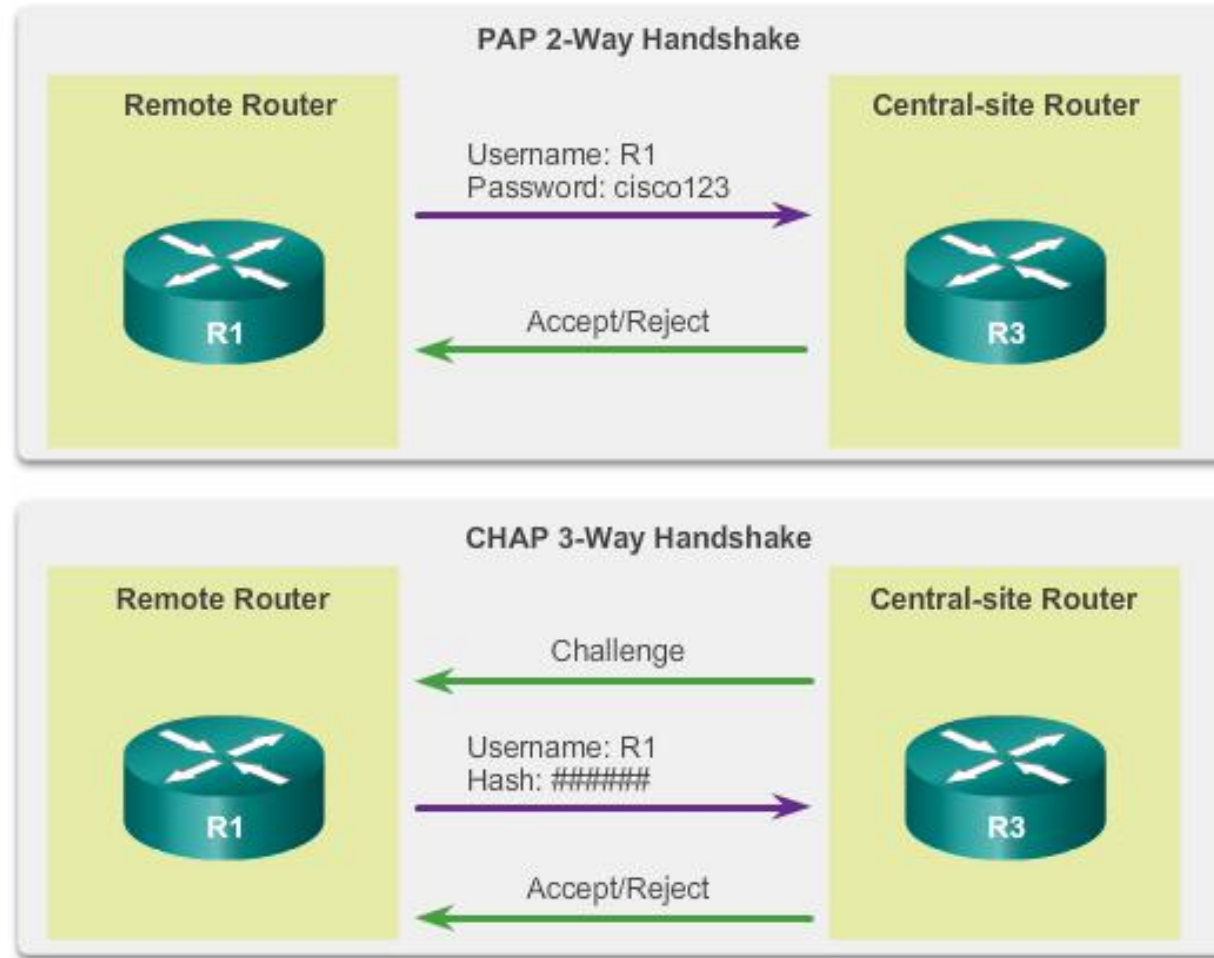 PAP 2-Way Handshake
Remote Router
Central-site Router
Username: R1
Password: cisco123
R1
Accept/Reject
R3
CHAP 3-Way Handshake
Remote Router
Central-site Router
Challenge
Username: R1
Hash: ######
R1
R3
Accept/Reject